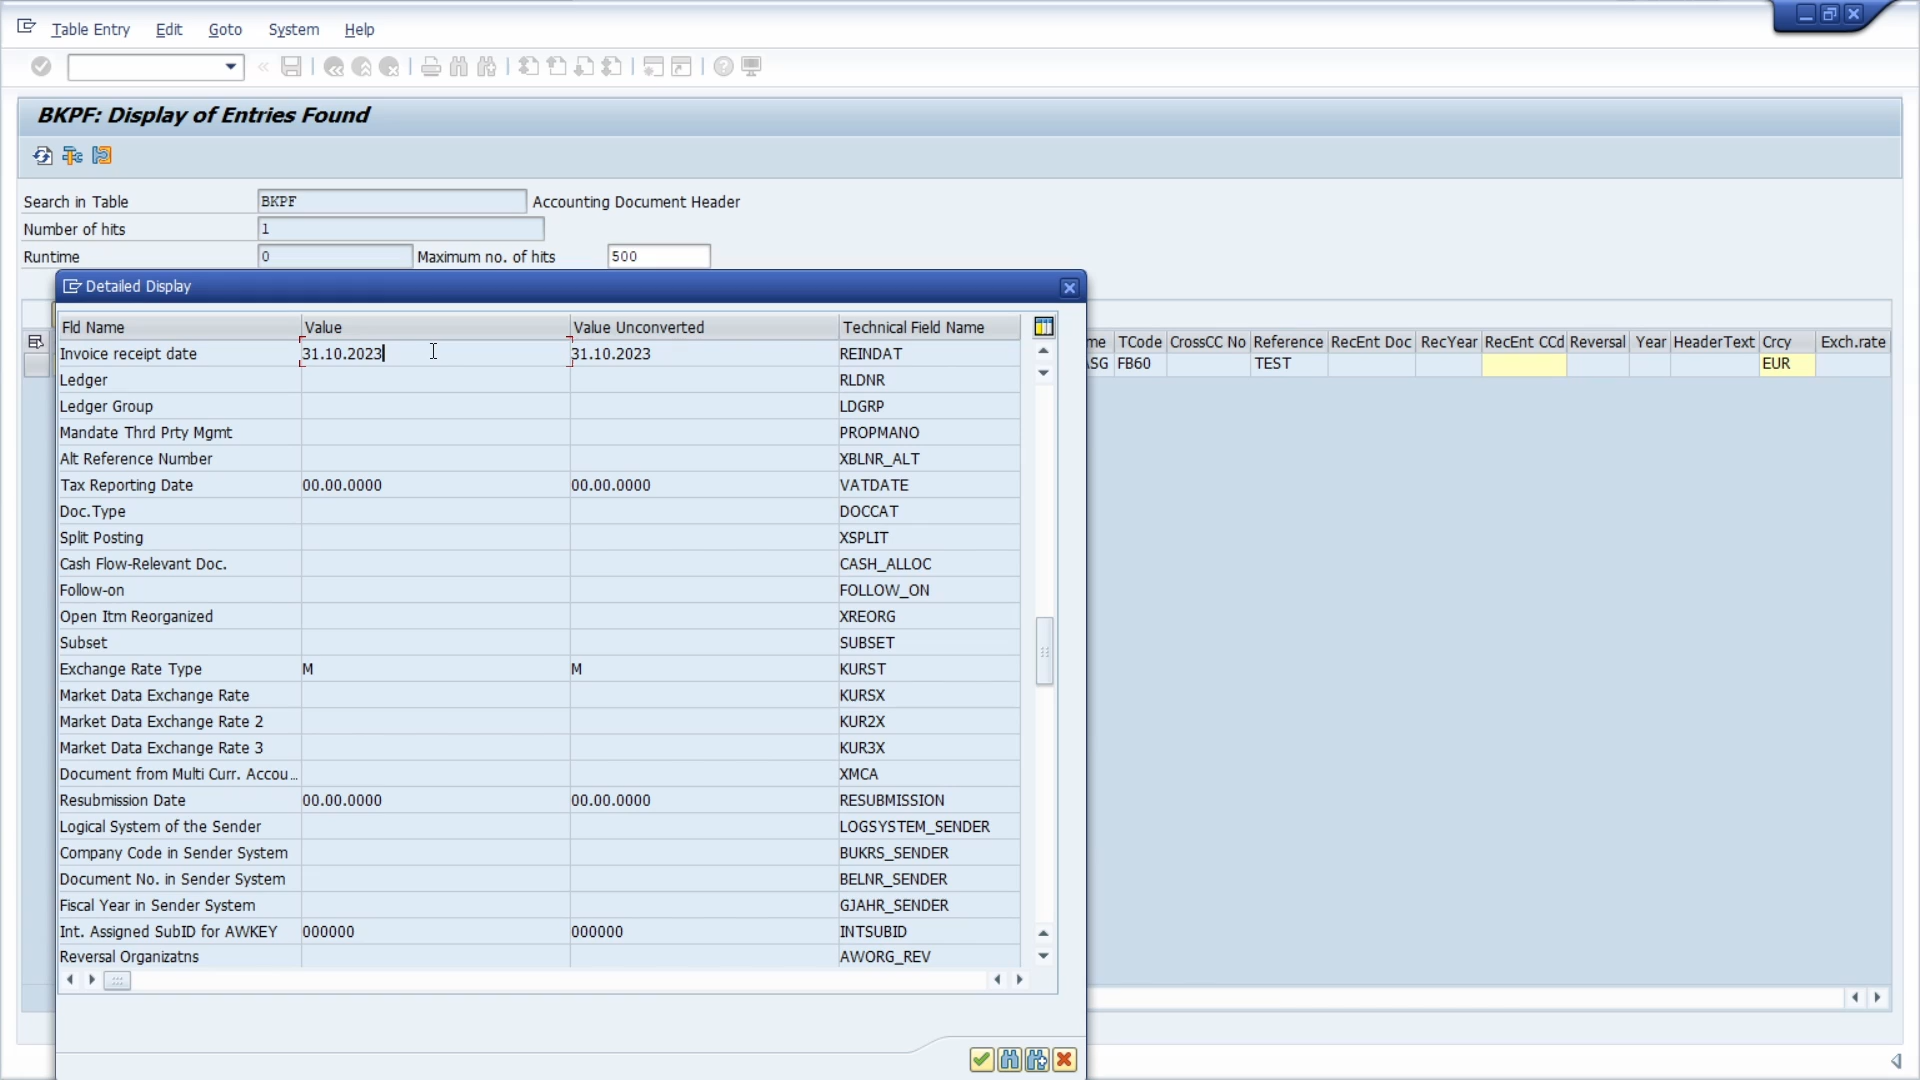 Table Entry Edit Goto System Help
BKPF: Display of Entries Found
Search in Table BKPF Accounting Document Header
Number of hits 1
Runtime 0 Maximum no. of hits 500
Detailed Display
Fld Name Value Value Unconverted Technical Field Name
me TCode CrossCC No Reference RecEnt Doc RecYear RecEnt CCd Reversal Year HeaderText Crcy Exch.rate
ASG FB60 TEST EUR
Invoice receipt date 31.10.2023 31.10.2023 REINDAT
Ledger RLDNR
Ledger Group LDGRP
Mandate Thrd Prty Mgmt PROPMANO
Alt Reference Number XBLNR_ALT
Tax Reporting Date 00.00.0000 00.00.0000 VATDATE
Doc.Type DOCCAT
Split Posting XSPLIT
Cash Flow-Relevant Doc. CASH_ALLOC
Follow-on FOLLOW_ON
Open Itm Reorganized XREORG
Subset SUBSET
Exchange Rate Type M M KURST
Market Data Exchange Rate KURSX
Market Data Exchange Rate 2 KUR2X
Market Data Exchange Rate 3 KUR3X
Document from Multi Curr. Accou... XMCA
Resubmission Date 00.00.0000 00.00.0000 RESUBMISSION
Logical System of the Sender LOGSYSTEM_SENDER
Company Code in Sender System BUKRS_SENDER
Document No. in Sender System BELNR_SENDER
Fiscal Year in Sender System GJAHR_SENDER
Int. Assigned SubID for AWKEY 000000 000000 INTSUBID
Reversal Organizatns AWORG_REV